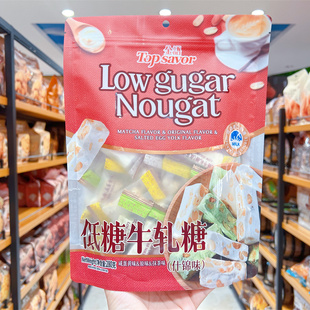 Top savor
Low gugar
Nougat
MATCHA FLAVOR & ORIGINAL FLAVOR &
SALTED EGG YOLK FLAVOR
MILK
低糖牛轧糖
(什锦味)